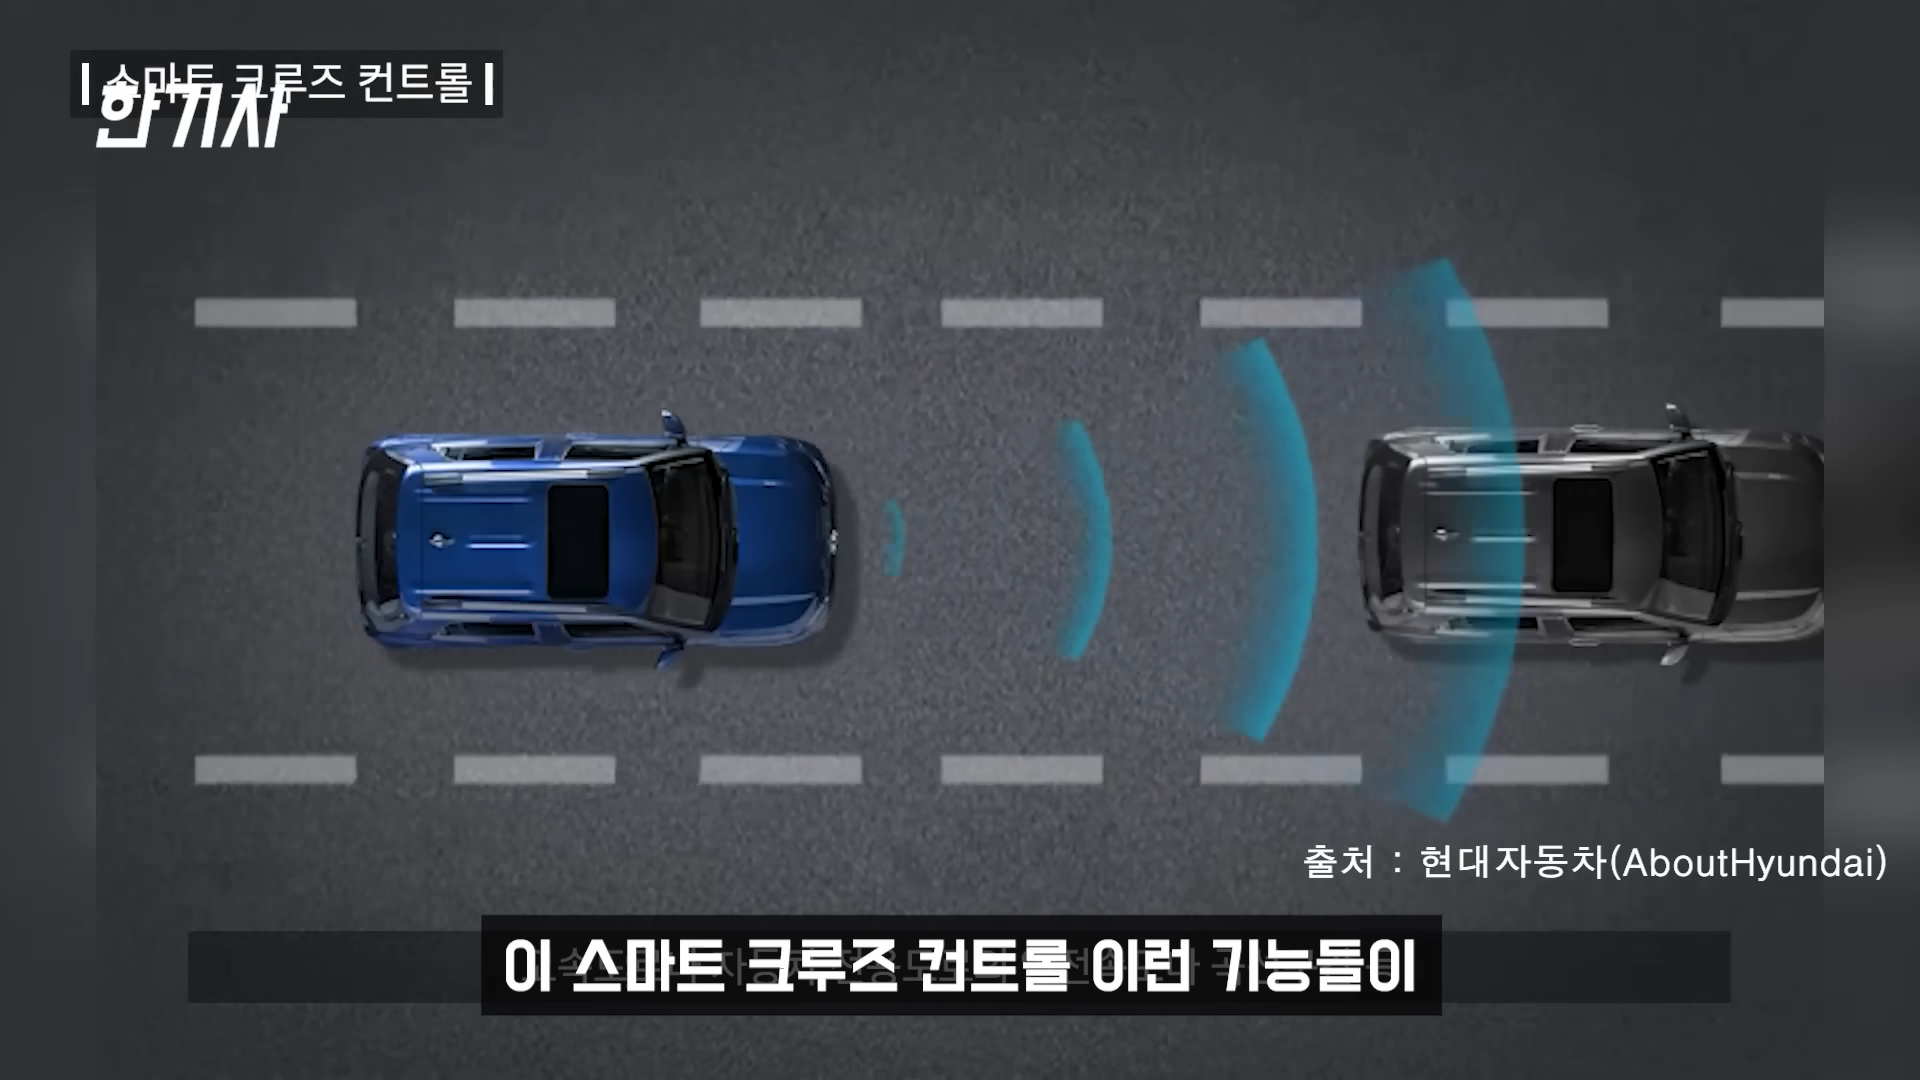 스마트 크루즈 컨트롤
한기사
출처 : 현대자동차(AboutHyundai)
이 스마트 크루즈 컨트롤 이런 기능들이